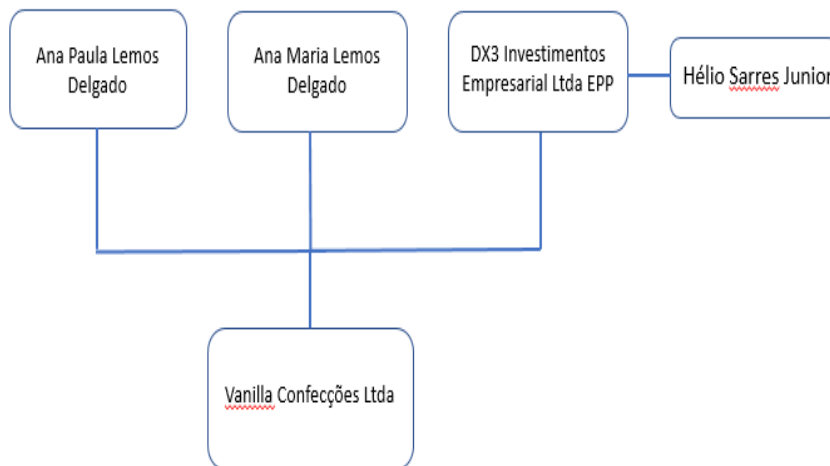 Ana Paula Lemos
Delgado
Ana Maria Lemos
Delgado
DX3 Investimentos
Empresarial Ltda EPP
Hélio Sarres Junior
Vanilla Confecções Ltda